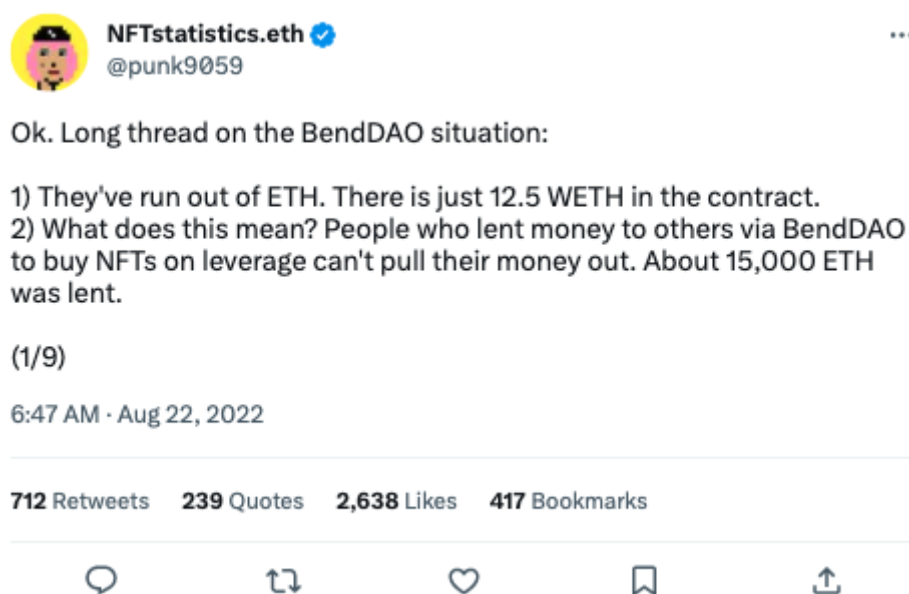 NFTstatistics.eth
@punk9059
Ok. Long thread on the BendDAO situation:
1) They've run out of ETH. There is just 12.5 WETH in the contract.
2) What does this mean? People who lent money to others via BendDAO
to buy NFTs on leverage can't pull their money out. About 15,000 ETH
was lent.
(1/9)
6:47 AM · Aug 22, 2022
712 Retweets 239 Quotes 2,638 Likes 417 Bookmarks